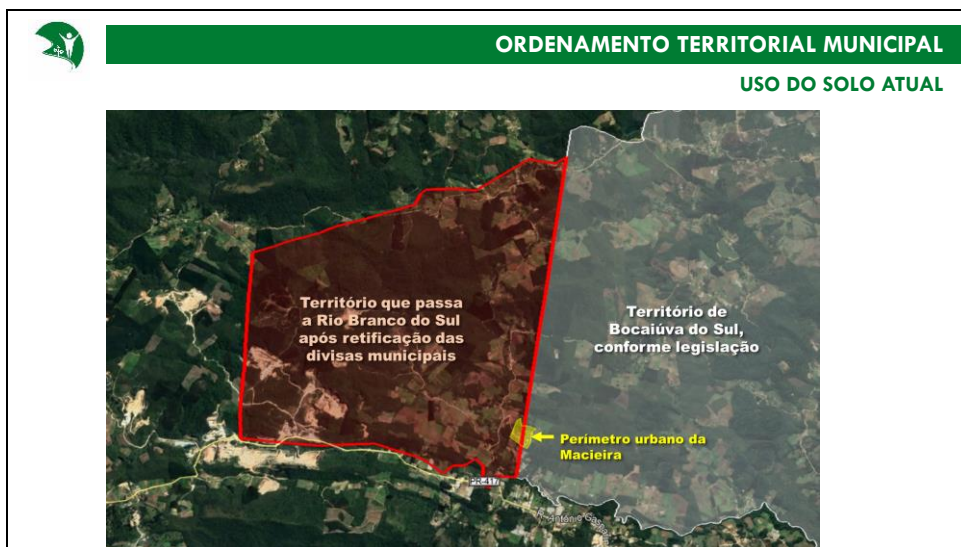 ORDENAMENTO TERRITORIAL MUNICIPAL
USO DO SOLO ATUAL
Território que passa
a Rio Branco do Sul
após retificação das
divisas municipais
Território de
Bocaiúva do Sul,
conforme legislação
Perímetro urbano da
Macieira
PR-417
R. Antônio